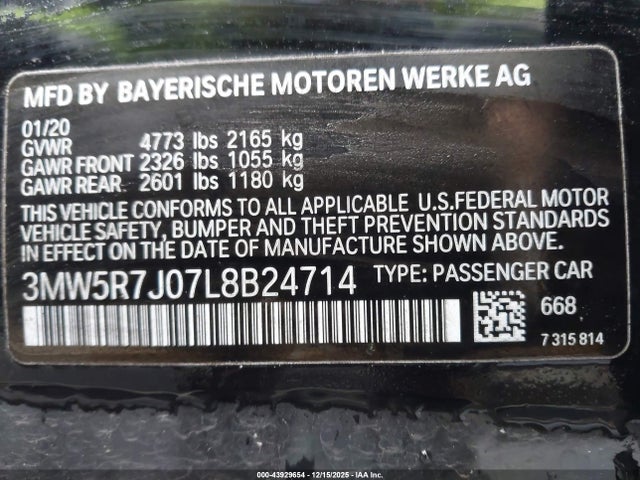 MFD BY BAYERISCHE MOTOREN WERKE AG
01/20
GVWR 4773 lbs 2165 kg
GAWR FRONT 2326 lbs 1055 kg
GAWR REAR 2601 lbs 1180 kg
THIS VEHICLE CONFORMS TO ALL APPLICABLE U.S.FEDERAL MOTOR
VEHICLE SAFETY, BUMPER AND THEFT PREVENTION STANDARDS
IN EFFECT ON THE DATE OF MANUFACTURE SHOWN ABOVE.
3MW5R7J07L8B24714 TYPE: PASSENGER CAR
668
7 315 814
000-43929654 - 12/15/2025 - IAA, Inc.